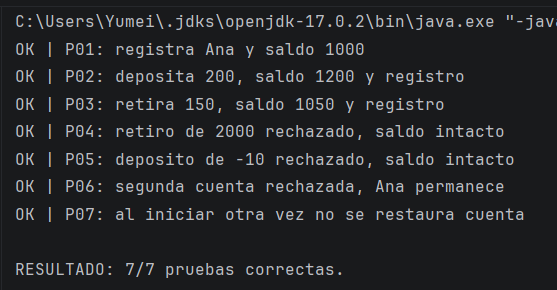 C:\Users\Yumei\.jdks\openjdk-17.0.2\bin\java.exe "-jav
OK | P01: registra Ana y saldo 1000
OK | P02: deposita 200, saldo 1200 y registro
OK | P03: retira 150, saldo 1050 y registro
OK | P04: retiro de 2000 rechazado, saldo intacto
OK | P05: deposito de -10 rechazado, saldo intacto
OK | P06: segunda cuenta rechazada, Ana permanece
OK | P07: al iniciar otra vez no se restaura cuenta
RESULTADO: 7/7 pruebas correctas.